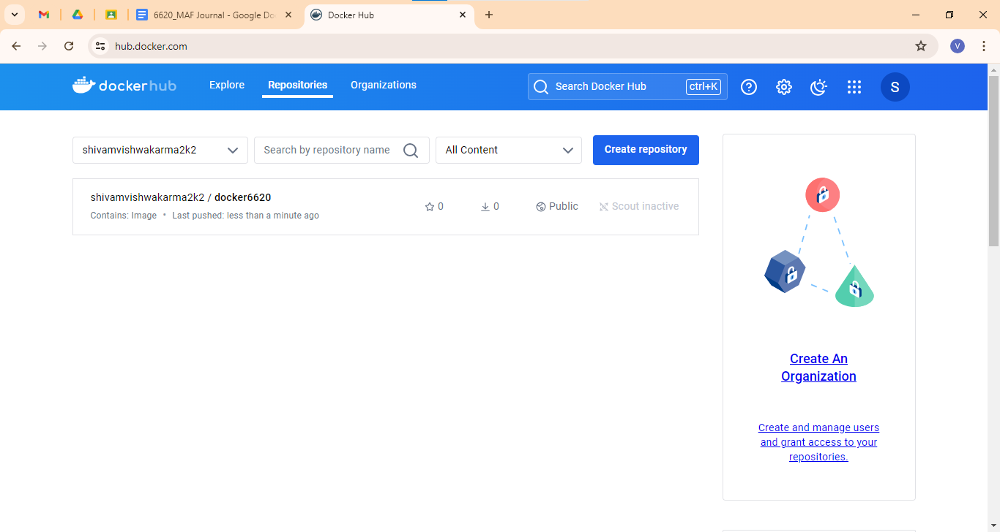 6620_MAF Journal - Google Do
Docker Hub
hub.docker.com
V
dockerhub
Explore
Repositories
Organizations
Search Docker Hub
ctrl+K
S
shivamvishwakarma2k2
Search by repository name
All Content
Create repository
shivamvishwakarma2k2 / docker6620
Contains: Image • Last pushed: less than a minute ago
0
0
Public
Scout inactive
Create An
Organization
Create and manage users
and grant access to your
repositories.